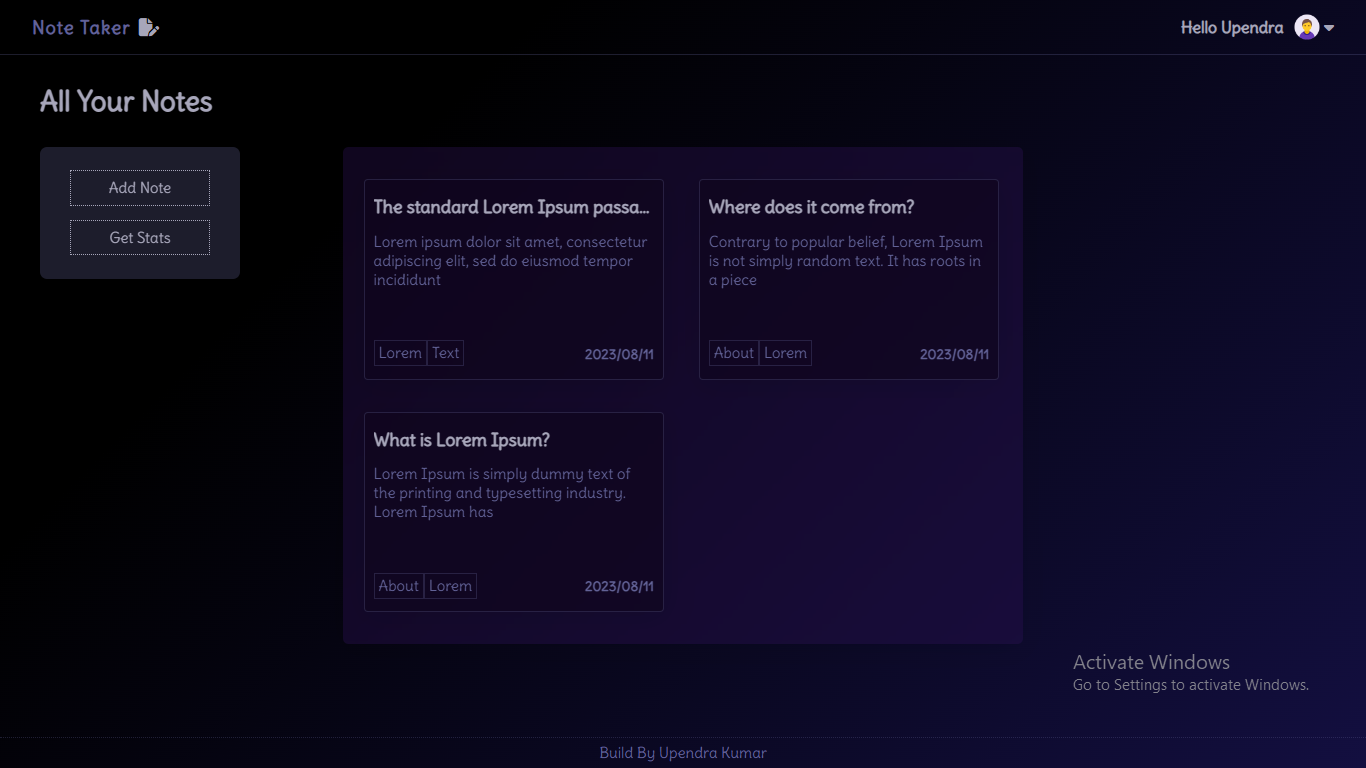 Note Taker
Hello Upendra
All Your Notes
Add Note
Get Stats
The standard Lorem Ipsum passa...
Lorem ipsum dolor sit amet, consectetur
adipiscing elit, sed do eiusmod tempor
incididunt
Lorem Text
2023/08/11
Where does it come from?
Contrary to popular belief, Lorem Ipsum
is not simply random text. It has roots in
a piece
About Lorem
2023/08/11
What is Lorem Ipsum?
Lorem Ipsum is simply dummy text of
the printing and typesetting industry.
Lorem Ipsum has
About Lorem
2023/08/11
Activate Windows
Go to Settings to activate Windows.
Build By Upendra Kumar